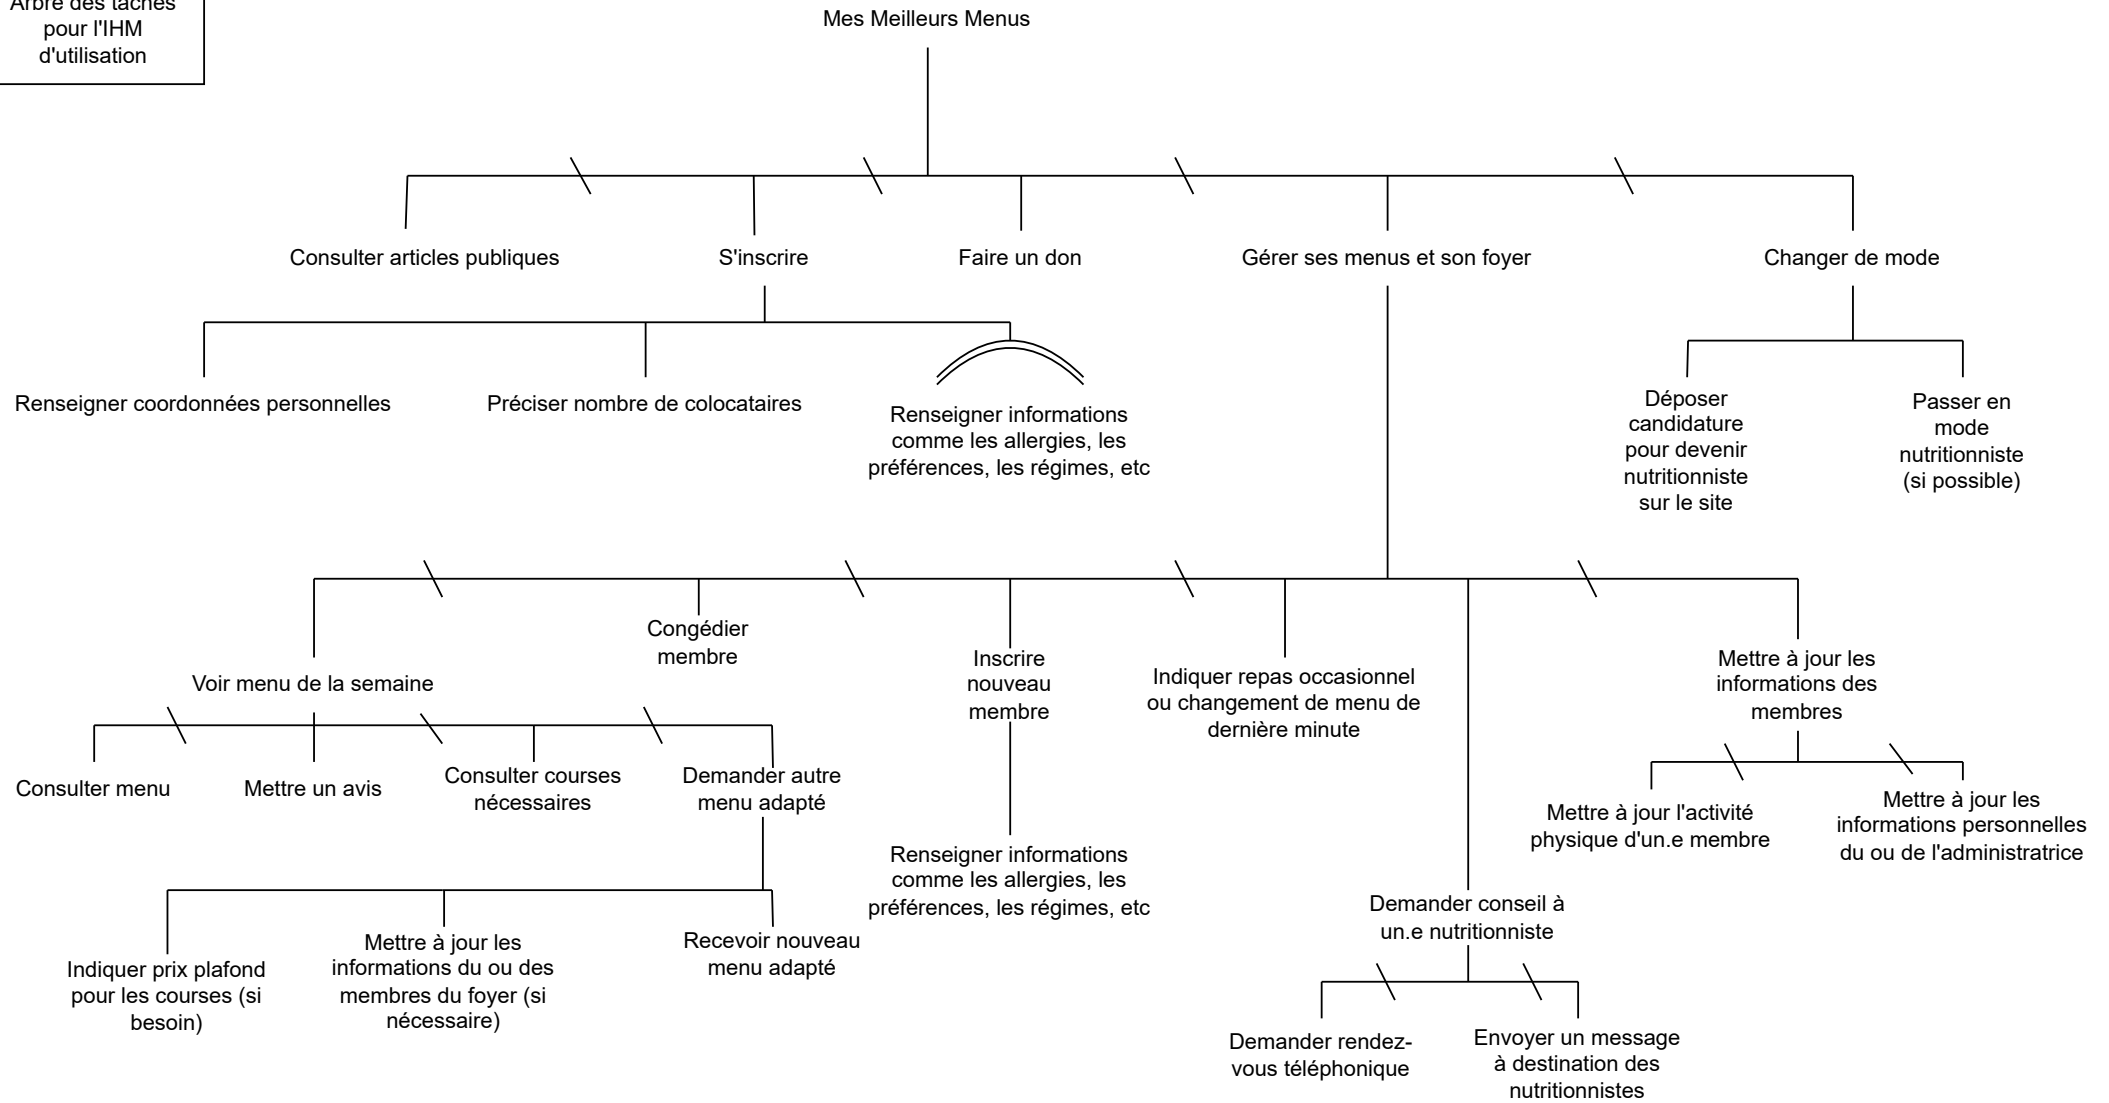 Arbre des tâches
pour l'IHM
d'utilisation
Mes Meilleurs Menus
Consulter articles publiques
S'inscrire
Faire un don
Gérer ses menus et son foyer
Changer de mode
Renseigner coordonnées personnelles
Préciser nombre de colocataires
Renseigner informations
comme les allergies, les
préférences, les régimes, etc
Déposer
candidature
pour devenir
nutritionniste
sur le site
Passer en
mode
nutritionniste
(si possible)
Voir menu de la semaine
Congédier
membre
Inscrire
nouveau
membre
Indiquer repas occasionnel
ou changement de menu de
dernière minute
Mettre à jour les
informations des
membres
Consulter menu
Mettre un avis
Consulter courses
nécessaires
Demander autre
menu adapté
Renseigner informations
comme les allergies, les
préférences, les régimes, etc
Mettre à jour l'activité
physique d'un.e membre
Mettre à jour les
informations personnelles
du ou de l'administratrice
Demander conseil à
un.e nutritionniste
Indiquer prix plafond
pour les courses (si
besoin)
Mettre à jour les
informations du ou des
membres du foyer (si
nécessaire)
Recevoir nouveau
menu adapté
Demander rendez-
vous téléphonique
Envoyer un message
à destination des
nutritionnistes